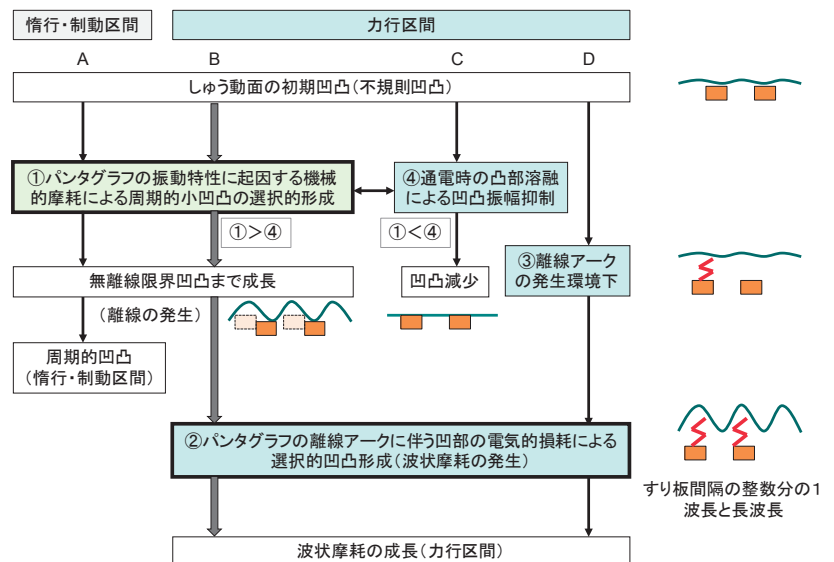 惰行・制動区間
力行区間
A
B
C
D
しゅう動面の初期凹凸(不規則凹凸)
①パンタグラフの振動特性に起因する機械
的摩耗による周期的小凹凸の選択的形成
④通電時の凸部溶融
による凹凸振幅抑制
①>④
①<④
③離線アーク
の発生環境下
無離線限界凹凸まで成長
凹凸減少
(離線の発生)
周期的凹凸
(惰行・制動区間)
②パンタグラフの離線アークに伴う凹部の電気的損耗による
選択的凹凸形成(波状摩耗の発生)
すり板間隔の整数分の1
波長と長波長
波状摩耗の成長(力行区間)